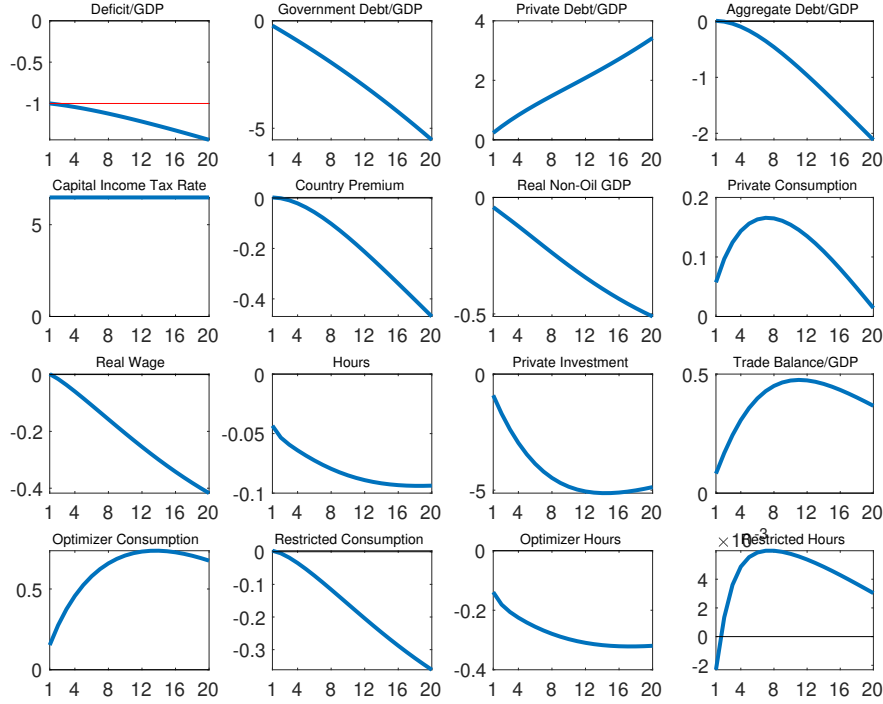 Deficit/GDP
0
-0.5
-1
1 4 8 12 16 20
Government Debt/GDP
0
-5
1 4 8 12 16 20
Private Debt/GDP
4
2
0
1 4 8 12 16 20
Aggregate Debt/GDP
0
-1
-2
1 4 8 12 16 20
Capital Income Tax Rate
5
0
1 4 8 12 16 20
Country Premium
0
-0.2
-0.4
1 4 8 12 16 20
Real Non-Oil GDP
0
-0.5
1 4 8 12 16 20
Private Consumption
0.2
0.1
0
1 4 8 12 16 20
Real Wage
0
-0.2
-0.4
1 4 8 12 16 20
Hours
0
-0.05
-0.1
1 4 8 12 16 20
Private Investment
0
-5
1 4 8 12 16 20
Trade Balance/GDP
0.5
0
1 4 8 12 16 20
Optimizer Consumption
0.5
0
1 4 8 12 16 20
Restricted Consumption
0
-0.1
-0.2
-0.3
1 4 8 12 16 20
Optimizer Hours
0
-0.2
-0.4
1 4 8 12 16 20
Restricted Hours
×10-3
4
2
0
-2
1 4 8 12 16 20